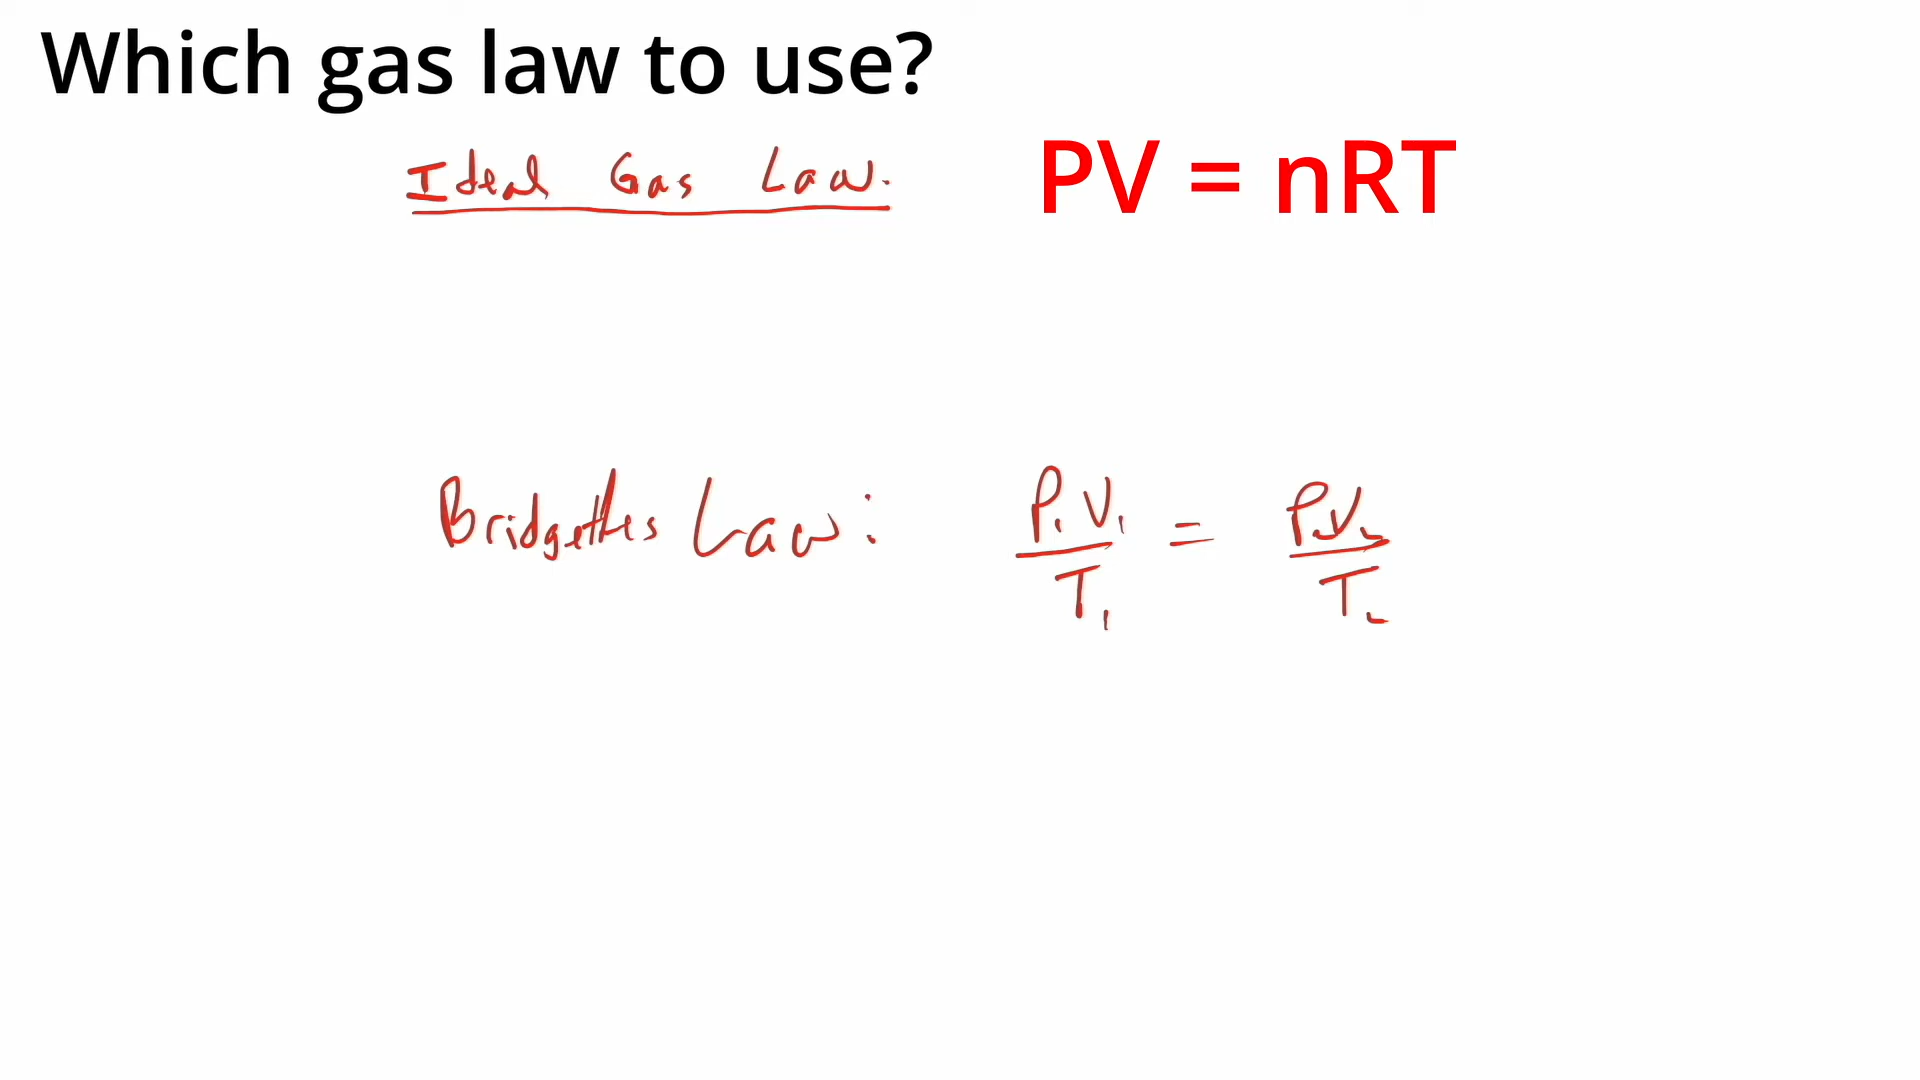 Which gas law to use?
Ideal Gas Law. PV = nRT
Bridgettes Law: P₁V₁/T₁ = P₂V₂/T₂